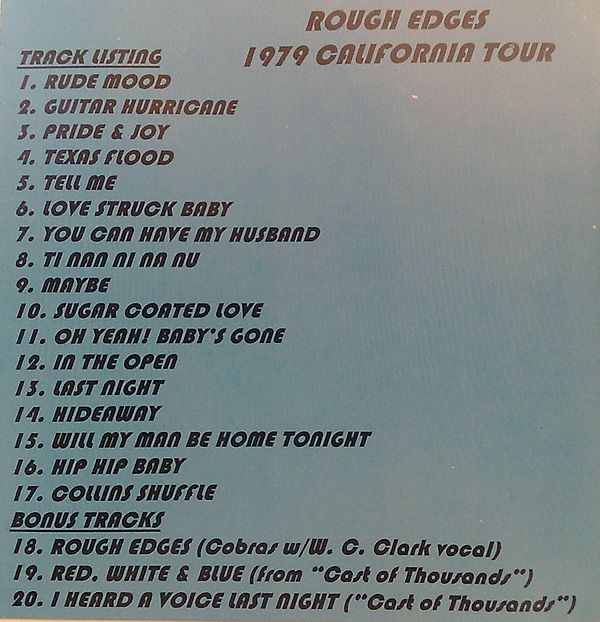 ROUGH EDGES
1979 CALIFORNIA TOUR
TRACK LISTING
1. RUDE MOOD
2. GUITAR HURRICANE
3. PRIDE & JOY
4. TEXAS FLOOD
5. TELL ME
6. LOVE STRUCK BABY
7. YOU CAN HAVE MY HUSBAND
8. TI NAN NI NA NU
9. MAYBE
10. SUGAR COATED LOVE
11. OH YEAH! BABY'S GONE
12. IN THE OPEN
13. LAST NIGHT
14. HIDEAWAY
15. WILL MY MAN BE HOME TONIGHT
16. HIP HIP BABY
17. COLLINS SHUFFLE
BONUS TRACKS
18. ROUGH EDGES (Cobras w/W. C. Clark vocal)
19. RED, WHITE & BLUE (from "Cast of Thousands")
20. I HEARD A VOICE LAST NIGHT ("Cast of Thousands")